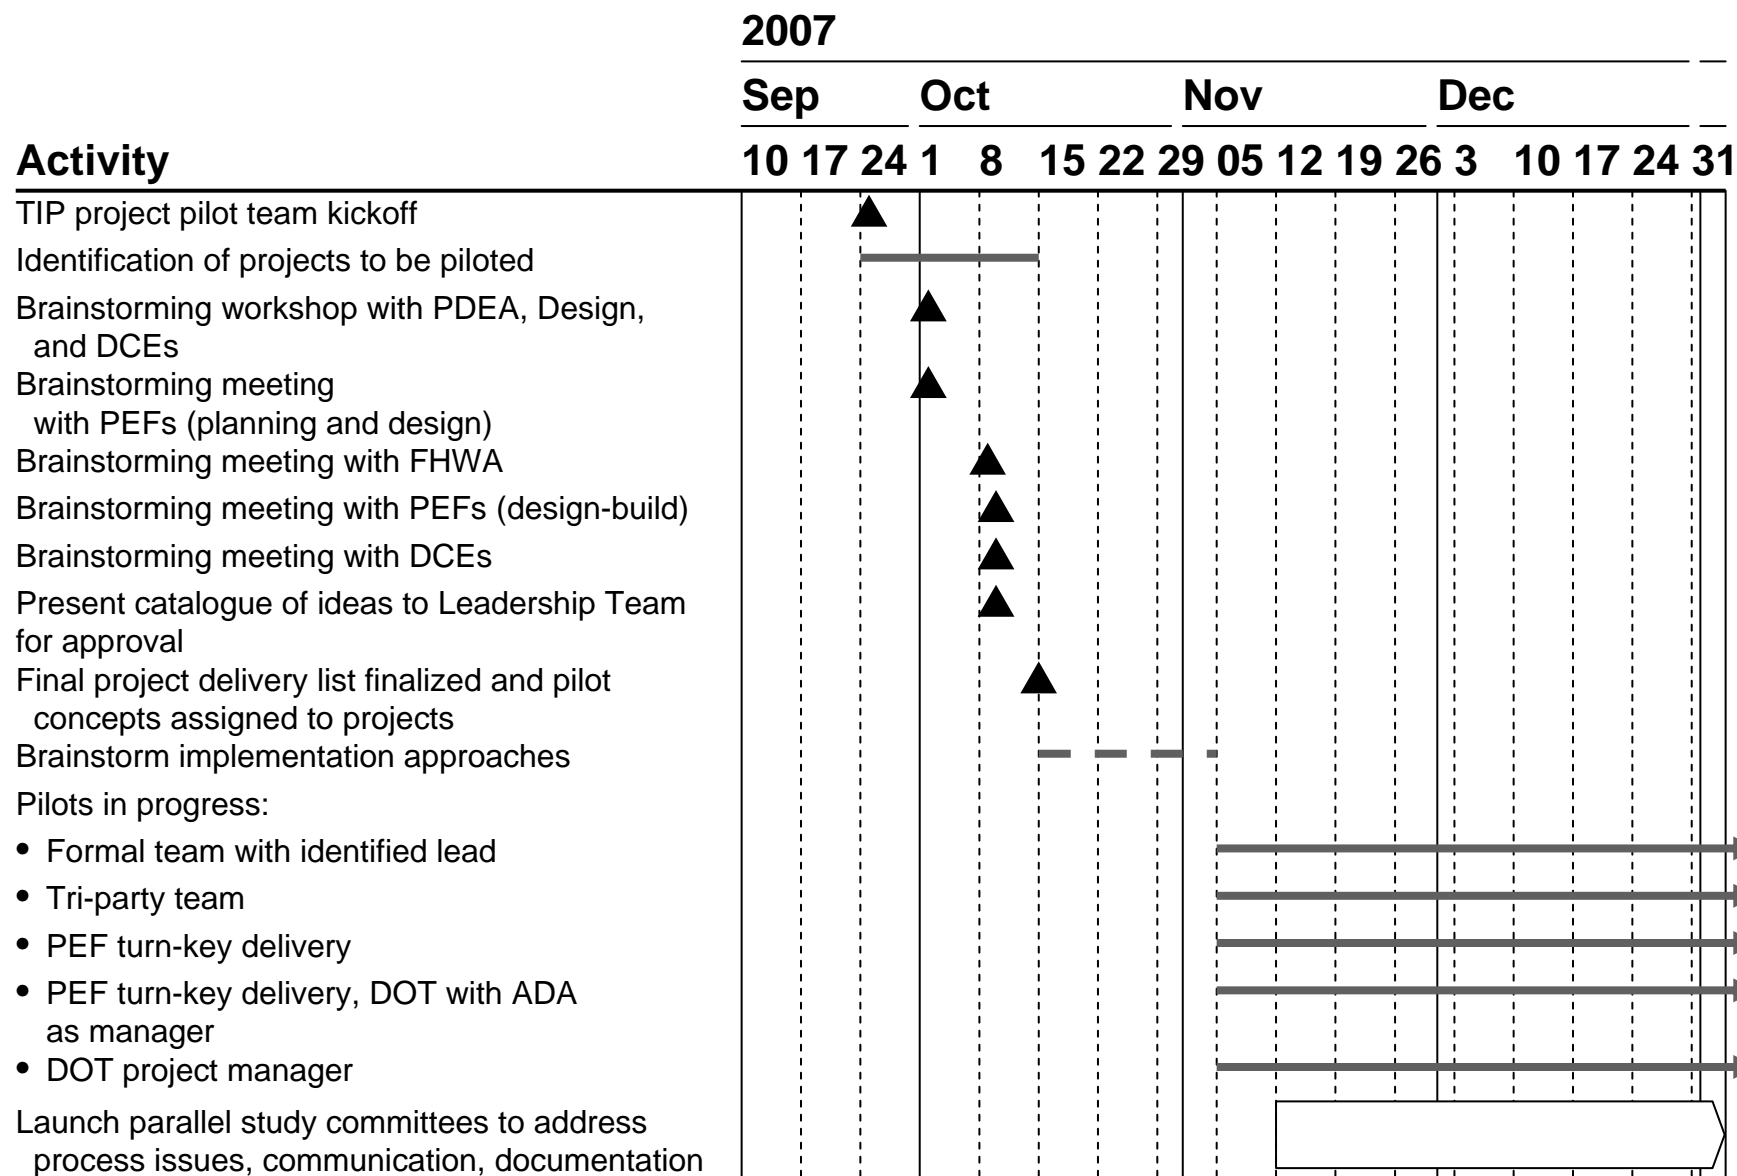 2007
Sep Oct Nov Dec
Activity 10 17 24 1 8 15 22 29 05 12 19 26 3 10 17 24 31
TIP project pilot team kickoff
Identification of projects to be piloted
Brainstorming workshop with PDEA, Design,
and DCEs
Brainstorming meeting
with PEFs (planning and design)
Brainstorming meeting with FHWA
Brainstorming meeting with PEFs (design-build)
Brainstorming meeting with DCEs
Present catalogue of ideas to Leadership Team
for approval
Final project delivery list finalized and pilot
concepts assigned to projects
Brainstorm implementation approaches
Pilots in progress:
• Formal team with identified lead
• Tri-party team
• PEF turn-key delivery
• PEF turn-key delivery, DOT with ADA
as manager
• DOT project manager
Launch parallel study committees to address
process issues, communication, documentation